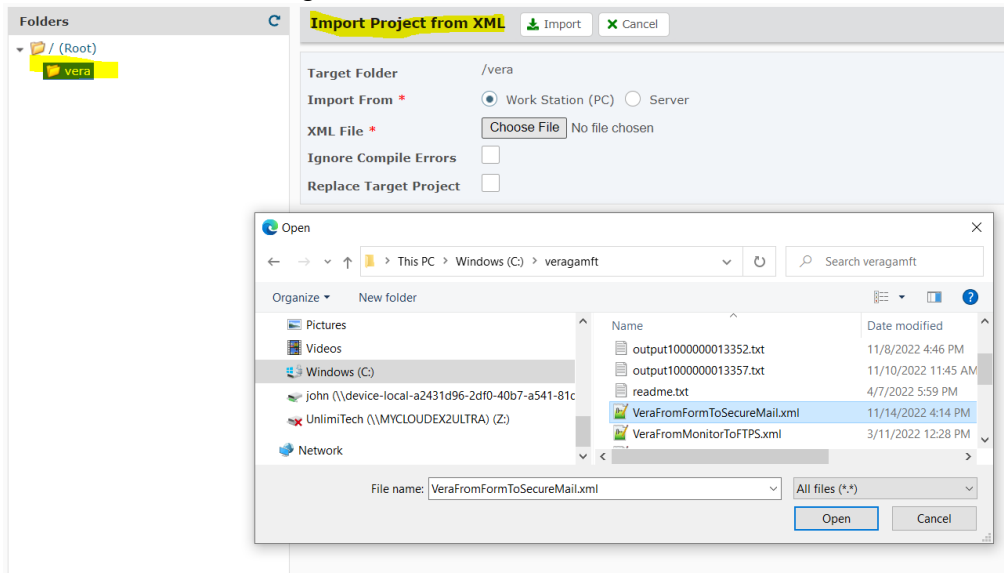 Folders
/ (Root)
vera
Import Project from XML Import Cancel
Target Folder /vera
Import From * Work Station (PC) Server
XML File * Choose File No file chosen
Ignore Compile Errors
Replace Target Project
Open
This PC > Windows (C:) > veragamft Search veragamft
Organize New folder
Pictures
Videos
Windows (C:)
john (\\device-local-a2431d96-2df0-40b7-a541-81c
UnlimiTech (\\MYCLOUDEX2ULTRA) (Z:)
Network
Name Date modified
output1000000013352.txt 11/8/2022 4:46 PM
output1000000013357.txt 11/10/2022 11:45 AM
readme.txt 4/7/2022 5:59 PM
VeraFromFormToSecureMail.xml 11/14/2022 4:14 PM
VeraFromMonitorToFTPS.xml 3/11/2022 12:28 PM
File name: VeraFromFormToSecureMail.xml All files (*.*)
Open Cancel